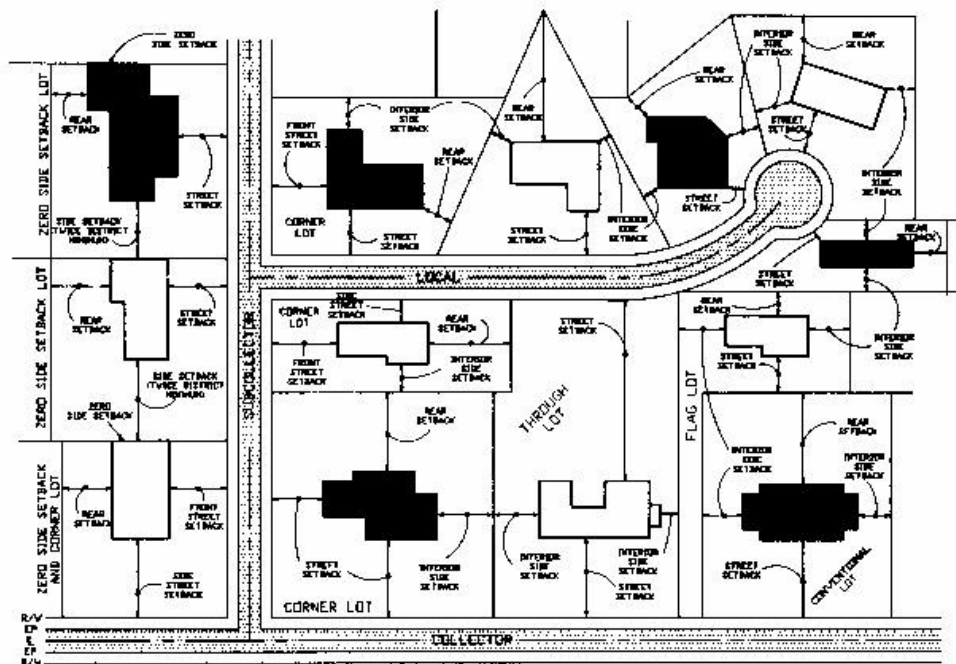 ZERO
SIDE SETBACK
REAR
SETBACK
STREET
SETBACK
ZERO SIDE SETBACK LOT
SIDE SETBACK
(TWICE DISTRICT
MINIMUM)
FRONT
STREET
SETBACK
INTERIOR
SIDE
SETBACK
REAR
SETBACK
CORNER
LOT
STREET
SETBACK
REAR
SETBACK
STREET
SETBACK
INTERIOR
SIDE
SETBACK
REAR
SETBACK
STREET
SETBACK
INTERIOR
SIDE
SETBACK
REAR
SETBACK
STREET
SETBACK
INTERIOR
SIDE
SETBACK
REAR
SETBACK
STREET
SETBACK
LOCAL
SUBCOLLECTOR
ZERO SIDE SETBACK LOT
REAR
SETBACK
STREET
SETBACK
SIDE SETBACK
(TWICE DISTRICT
MINIMUM)
CORNER
LOT
SIDE
STREET
SETBACK
REAR
SETBACK
FRONT
STREET
SETBACK
INTERIOR
SIDE
SETBACK
STREET
SETBACK
THROUGH
LOT
FLAG LOT
REAR
SETBACK
STREET
SETBACK
INTERIOR
SIDE
SETBACK
ZERO
SIDE SETBACK
ZERO SIDE SETBACK
AND CORNER LOT
REAR
SETBACK
FRONT
STREET
SETBACK
SIDE
STREET
SETBACK
REAR
SETBACK
STREET
SETBACK
INTERIOR
SIDE
SETBACK
CORNER LOT
INTERIOR
SIDE
SETBACK
STREET
SETBACK
INTERIOR
SIDE
SETBACK
INTERIOR
SIDE
SETBACK
REAR
SETBACK
INTERIOR
SIDE
SETBACK
STREET
SETBACK
CONVENTIONAL
LOT
R/W
EP
EP
R/W
COLLECTOR